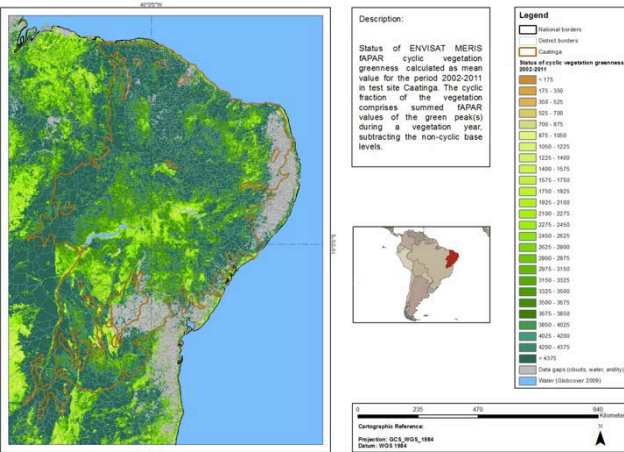 40°0'0"W
Description:
Status of ENVISAT MERIS
fAPAR cyclic vegetation
greenness calculated as mean
value for the period 2002-2011
in test site Caatinga. The cyclic
fraction of the vegetation
comprises summed fAPAR
values of the green peak(s)
during a vegetation year,
subtracting the non-cyclic base
levels.
Legend
National borders
District borders
Caatinga
Status of cyclic vegetation greenness
2002-2011
< 175
175 - 350
350 - 525
525 - 700
700 - 875
875 - 1050
1050 - 1225
1225 - 1400
1400 - 1575
1575 - 1750
1750 - 1925
1925 - 2100
2100 - 2275
2275 - 2450
2450 - 2625
2625 - 2800
2800 - 2975
2975 - 3150
3150 - 3325
3325 - 3500
3500 - 3675
3675 - 3850
3850 - 4025
4025 - 4200
4200 - 4375
> 4375
Data gaps (clouds, water, aridity)
Water (Globcover 2009)
0 235 470 940
Kilometer
Cartographic Reference:
N
Projection: GCS_WGS_1984
Datum: WGS 1984